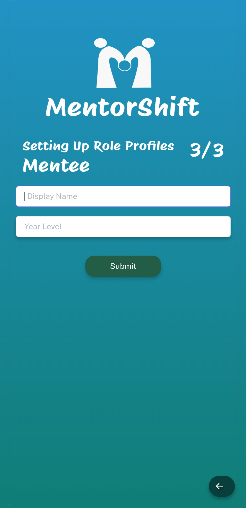 MentorShift
Setting Up Role Profiles 3/3
Mentee
Display Name
Year Level
Submit